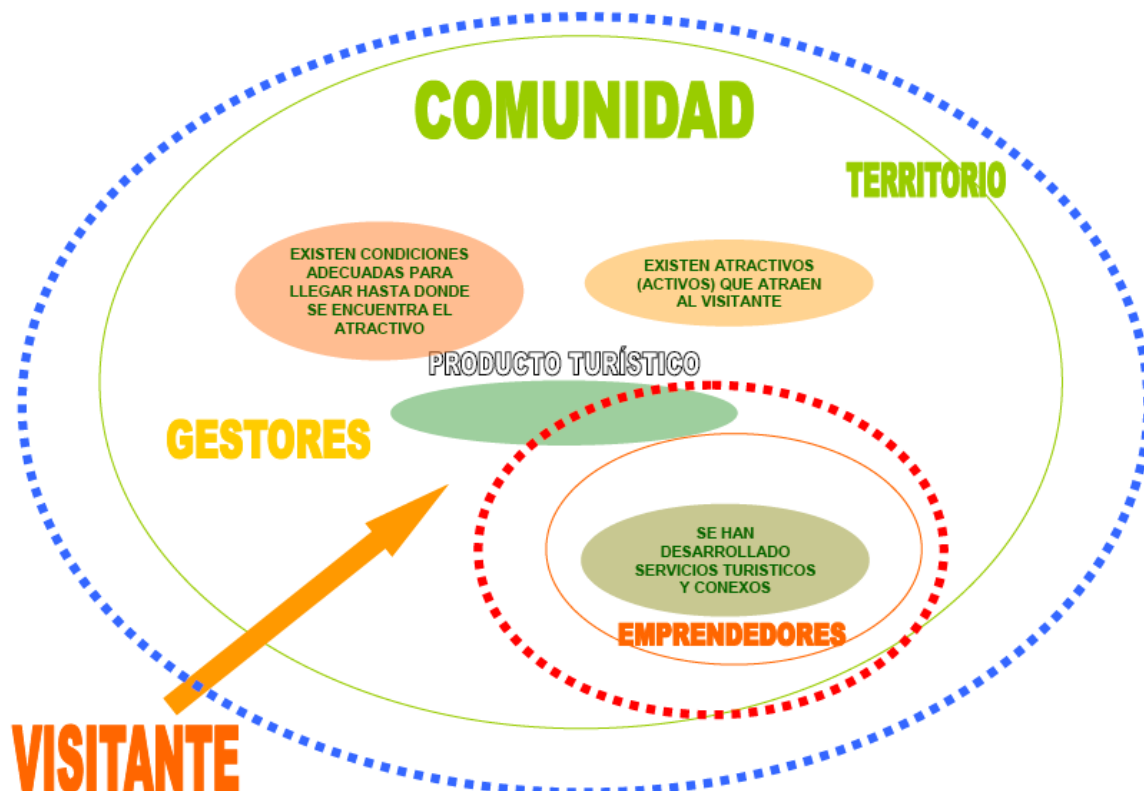 COMUNIDAD
TERRITORIO
EXISTEN CONDICIONES
ADECUADAS PARA
LLEGAR HASTA DONDE
SE ENCUENTRA EL
ATRACTIVO
EXISTEN ATRACTIVOS
(ACTIVOS) QUE ATRAEN
AL VISITANTE
PRODUCTO TURÍSTICO
GESTORES
SE HAN
DESARROLLADO
SERVICIOS TURISTICOS
Y CONEXOS
EMPRENDEDORES
VISITANTE